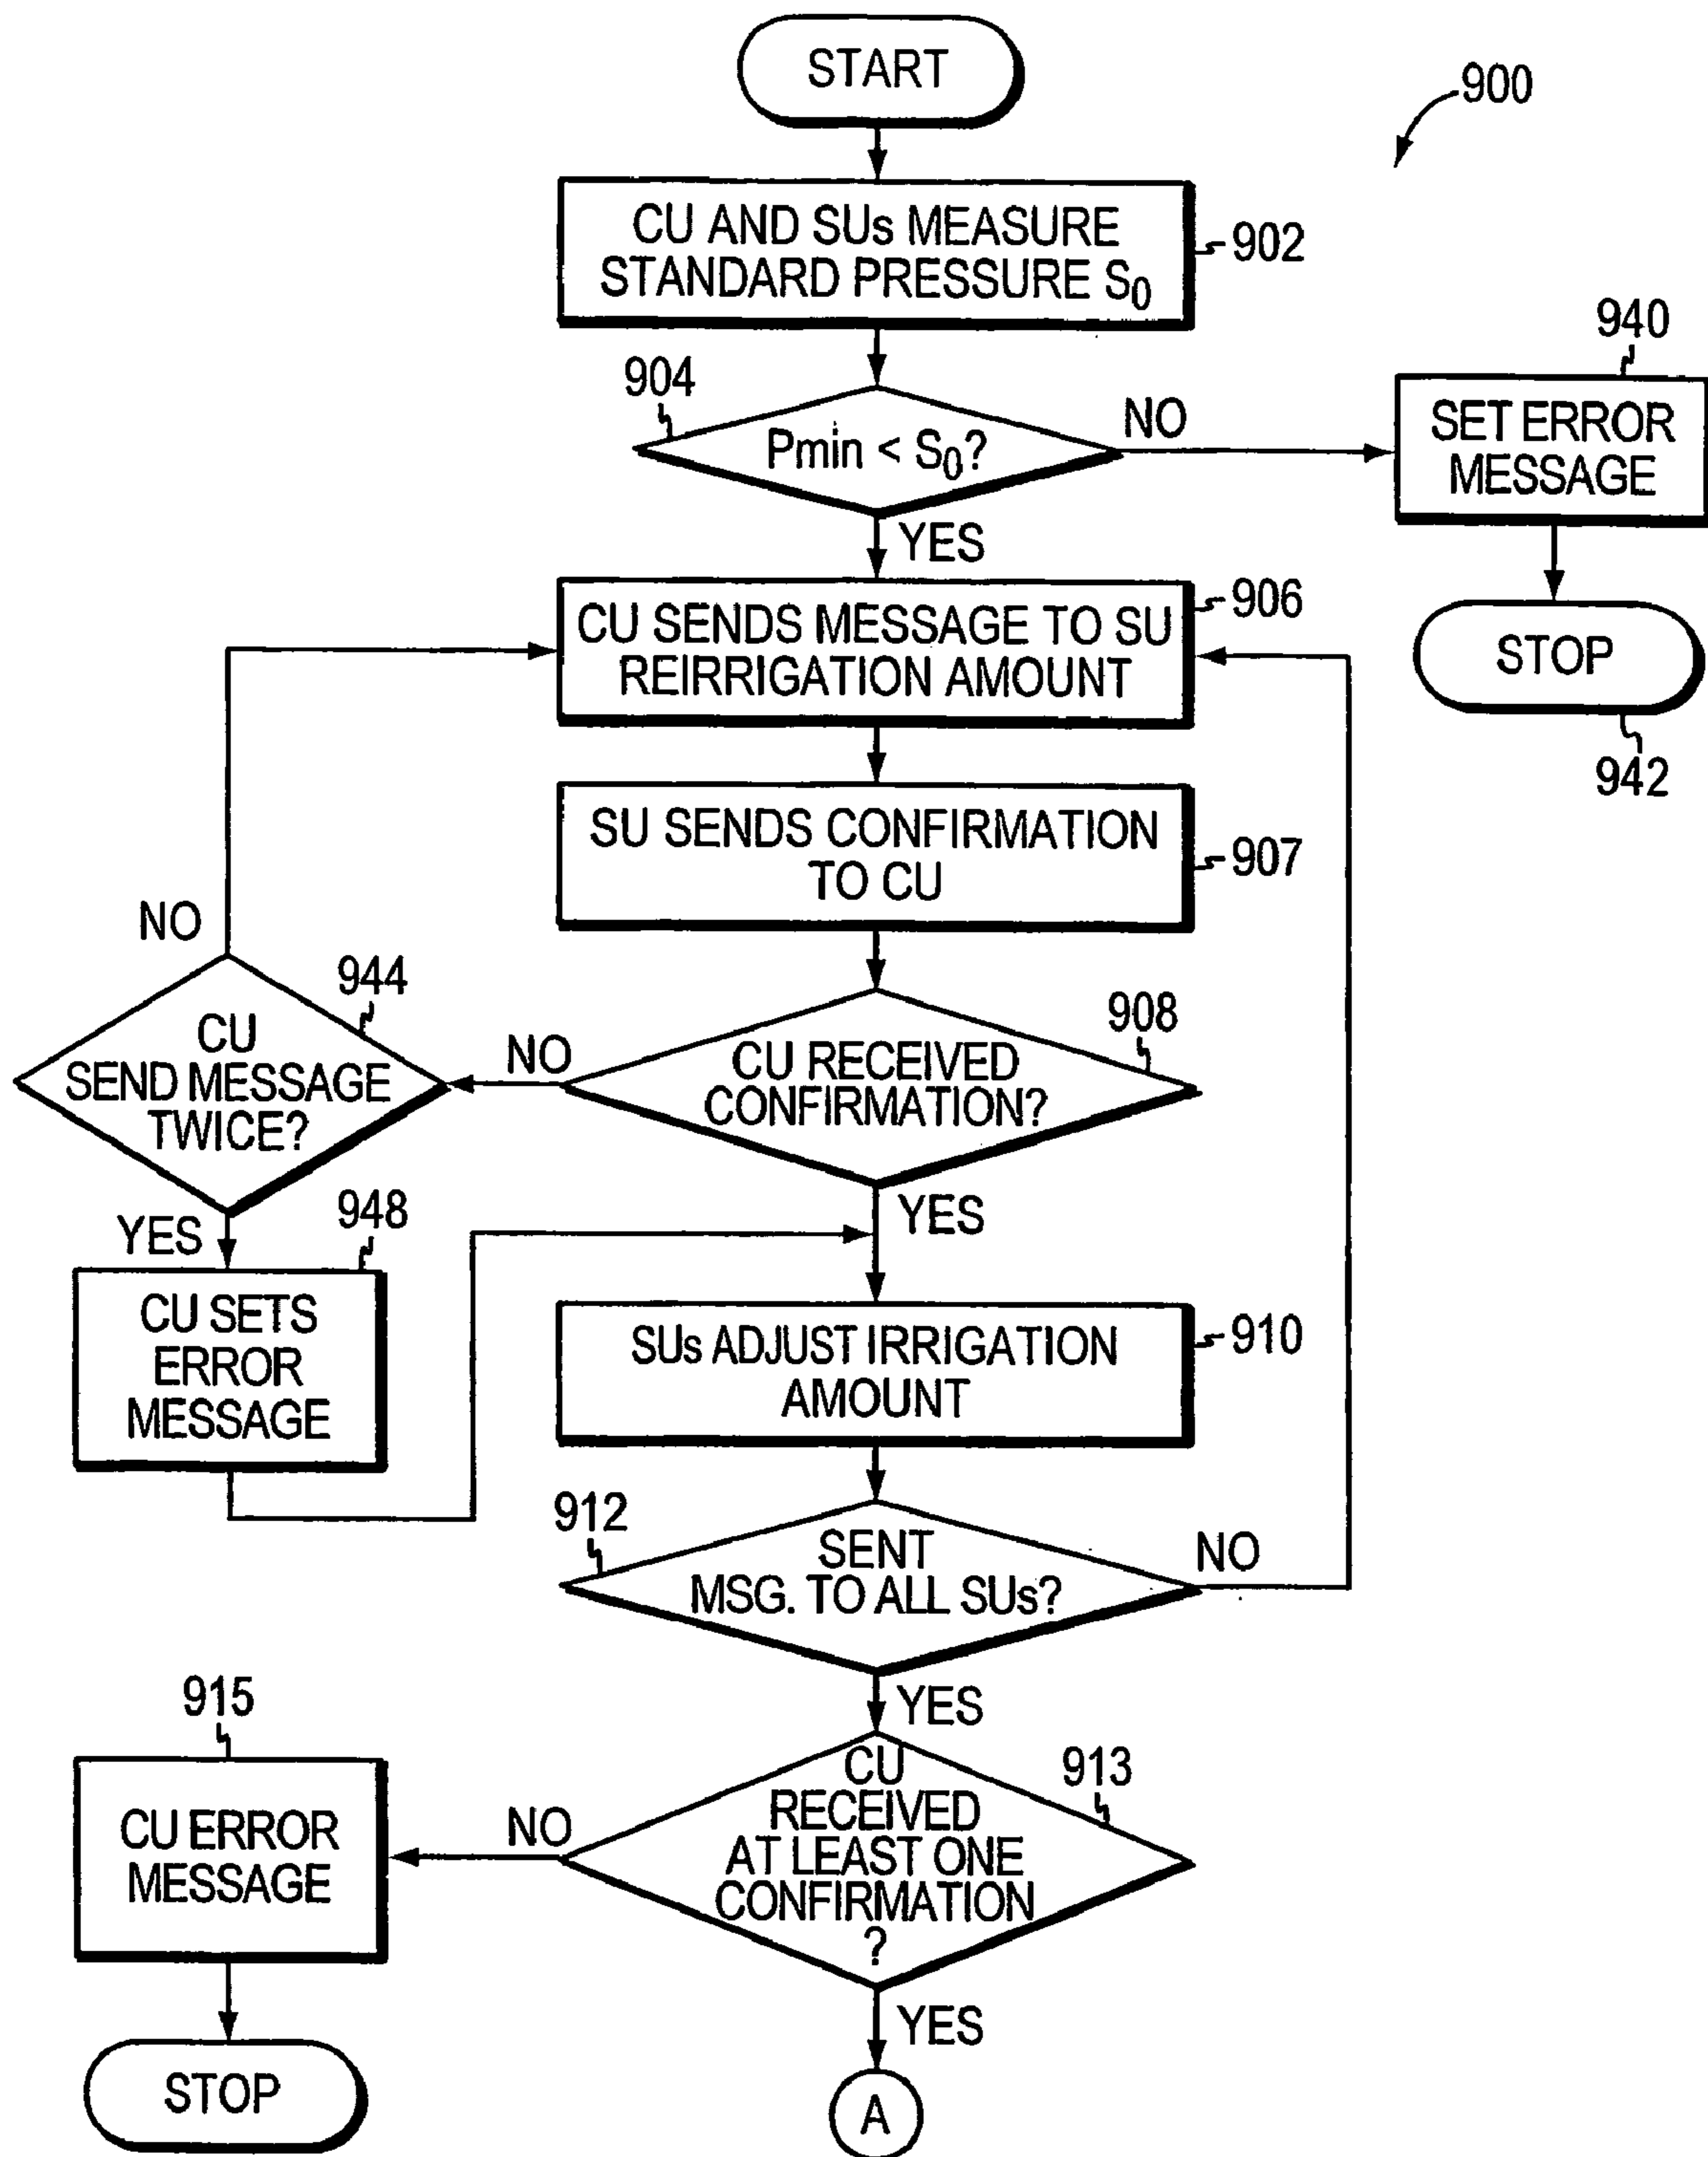 START
900
CU AND SUs MEASURE
STANDARD PRESSURE S0
902
904
Pmin < S0?
NO
940
SET ERROR
MESSAGE
YES
STOP
942
CU SENDS MESSAGE TO SU
REIRRIGATION AMOUNT
906
SU SENDS CONFIRMATION
TO CU
907
NO
944
CU
SEND MESSAGE
TWICE?
NO
908
CU RECEIVED
CONFIRMATION?
YES
948
YES
CU SETS
ERROR
MESSAGE
SUs ADJUST IRRIGATION
AMOUNT
910
912
SENT
MSG. TO ALL SUs?
NO
YES
915
CU ERROR
MESSAGE
NO
CU
RECEIVED
AT LEAST ONE
CONFIRMATION
?
913
YES
STOP
A